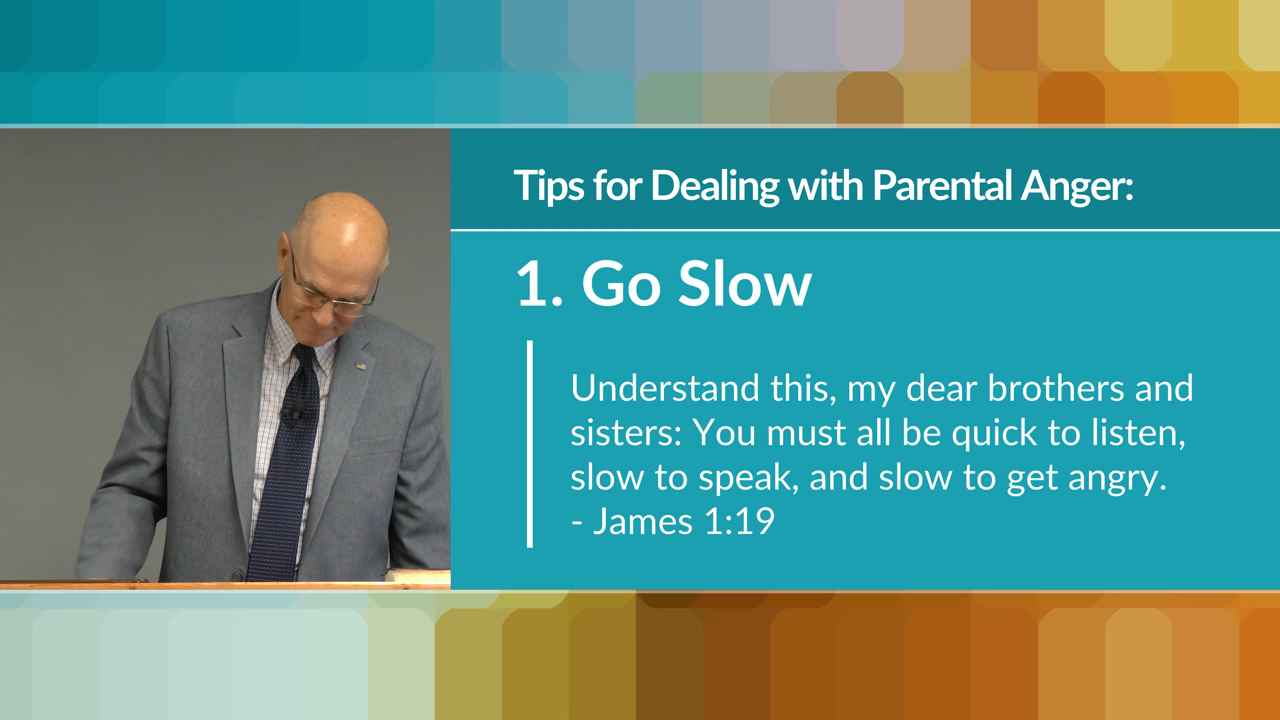 Tips for Dealing with Parental Anger:
1. Go Slow
Understand this, my dear brothers and
sisters: You must all be quick to listen,
slow to speak, and slow to get angry.
- James 1:19